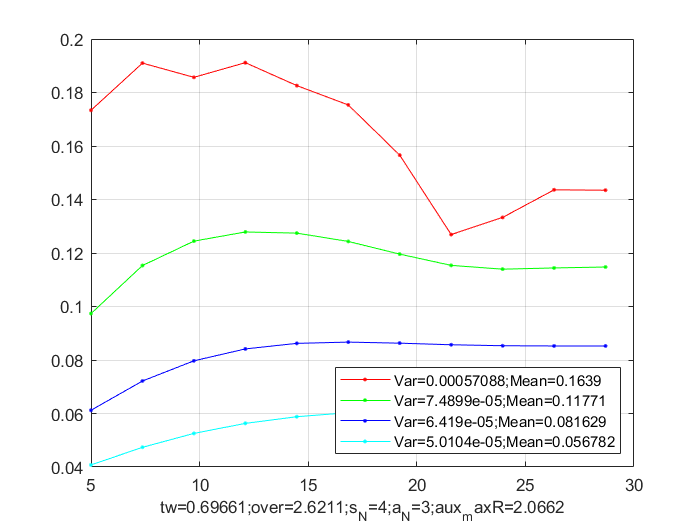 0.2
0.18
0.16
0.14
0.12
0.1
0.08
0.06
0.04
Var=0.00057088;Mean=0.1639
Var=7.4899e-05;Mean=0.11771
Var=6.419e-05;Mean=0.081629
Var=5.0104e-05;Mean=0.056782
5 10 15 20 25 30
tw=0.69661;over=2.6211;s_N=4;a_N=3;aux_maxR=2.0662